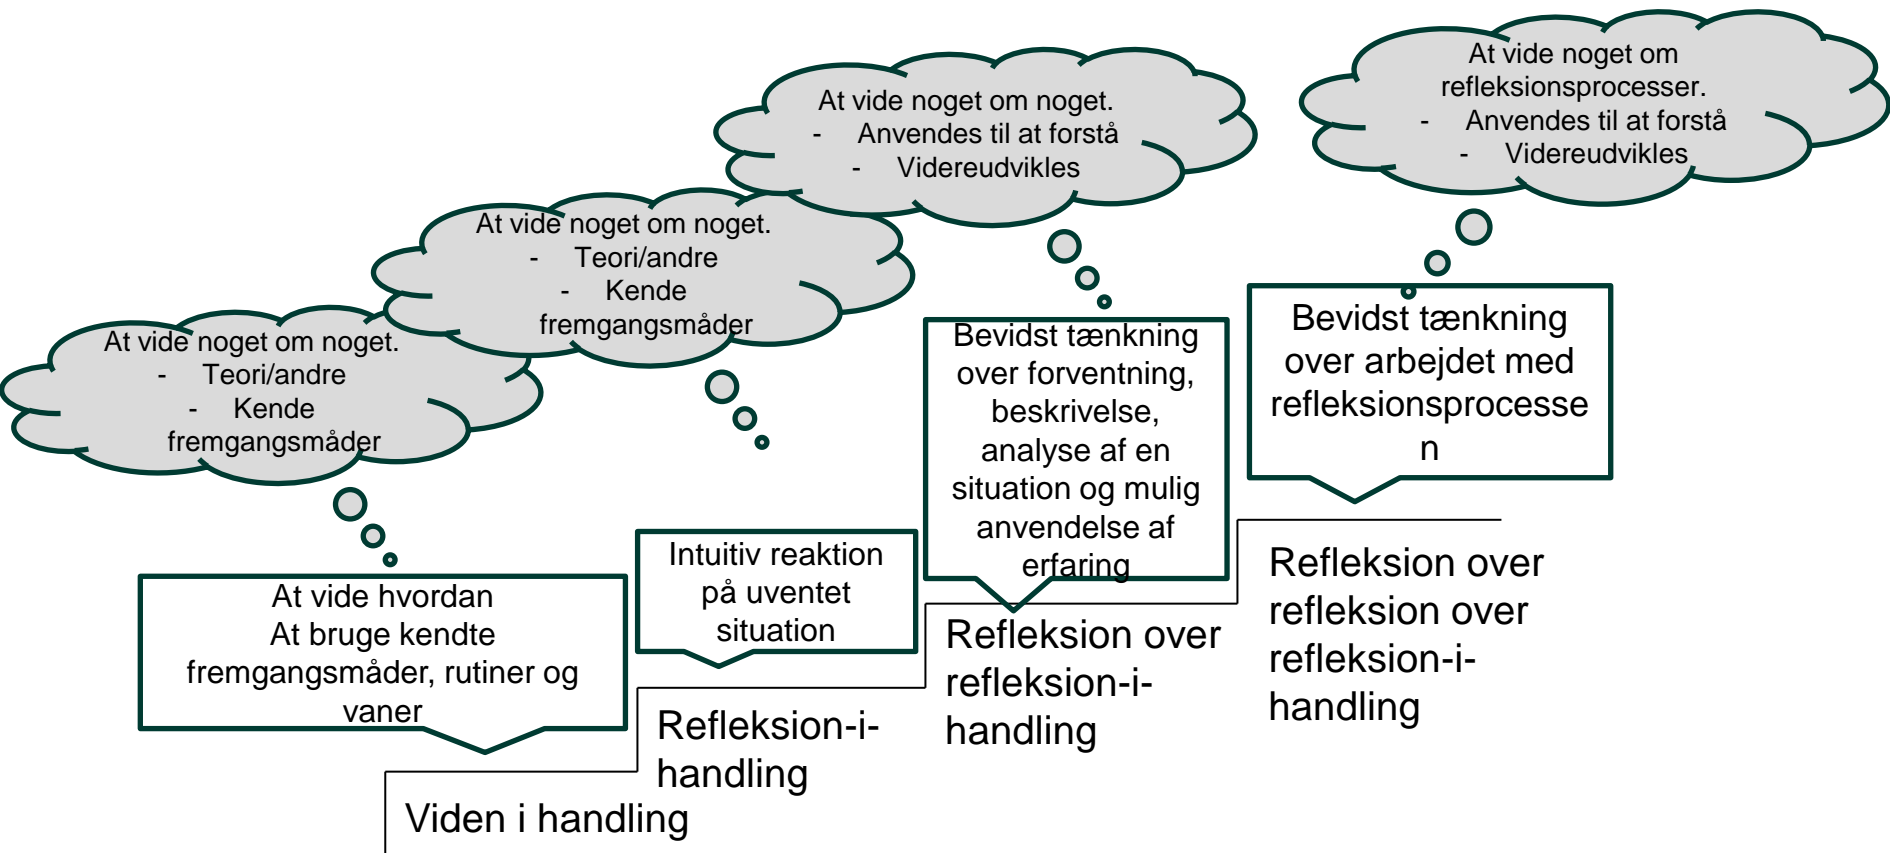 At vide noget om noget.
- Teori/andre
- Kende
fremgangsmåder
At vide hvordan
At bruge kendte
fremgangsmåder, rutiner og
vaner
Viden i handling
At vide noget om noget.
- Teori/andre
- Kende
fremgangsmåder
Intuitiv reaktion
på uventet
situation
Refleksion-i-
handling
At vide noget om noget.
- Anvendes til at forstå
- Videreudvikles
Bevidst tænkning
over forventning,
beskrivelse,
analyse af en
situation og mulig
anvendelse af
erfaring
Refleksion over
refleksion-i-
handling
At vide noget om
refleksionsprocesser.
- Anvendes til at forstå
- Videreudvikles
Bevidst tænkning
over arbejdet med
refleksionsprocesse
n
Refleksion over
refleksion over
refleksion-i-
handling